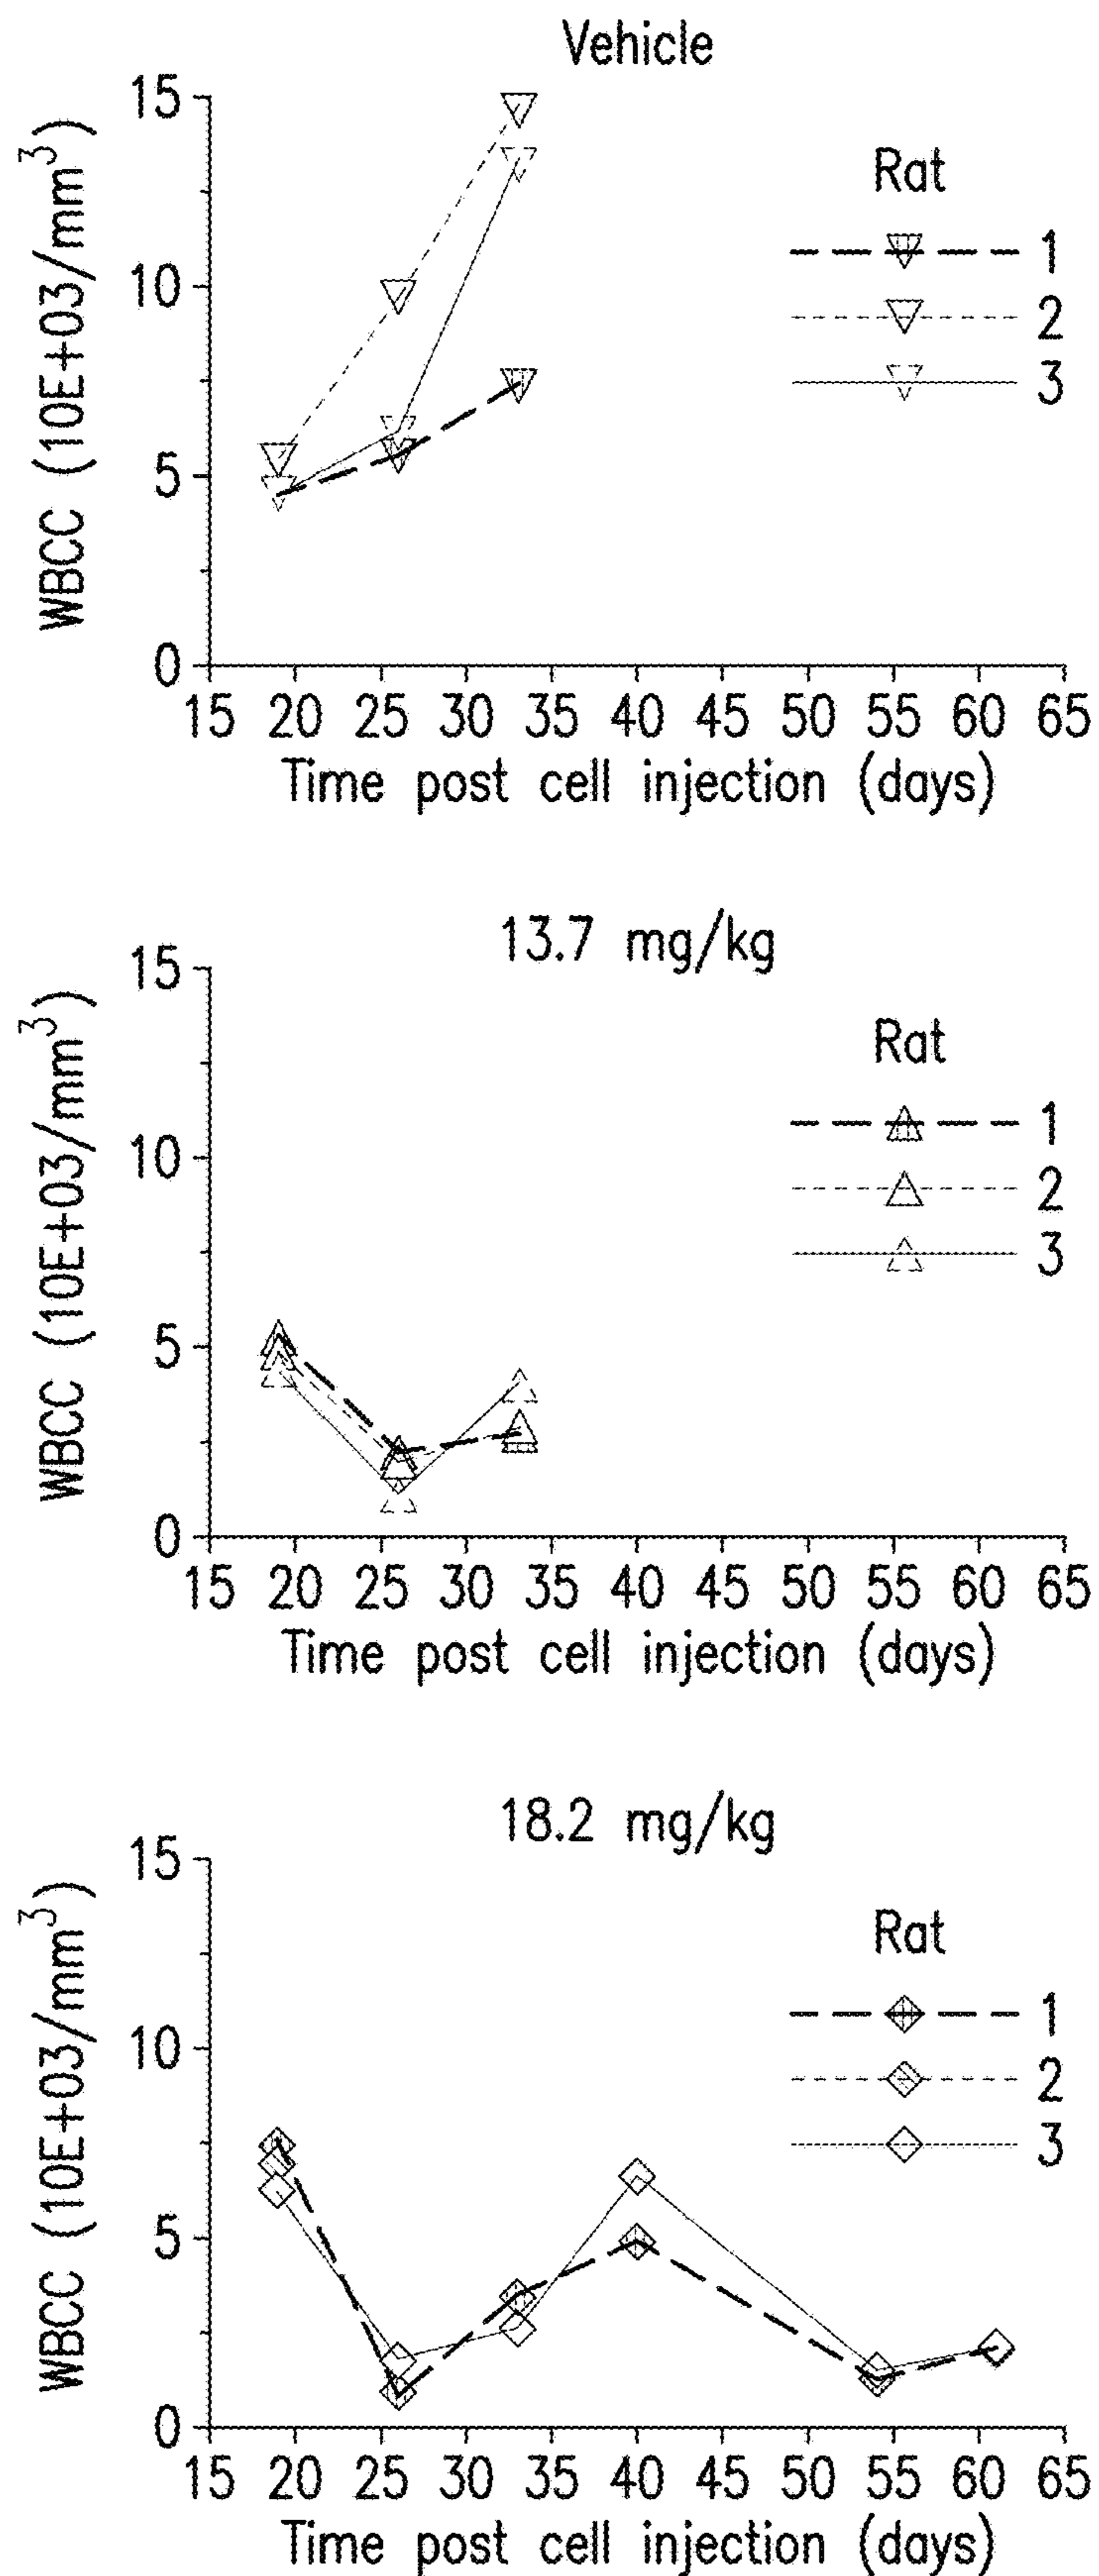 Vehicle
15
10
5
0
WBCC (10E+03/mm³)
Rat
1
2
3
15 20 25 30 35 40 45 50 55 60 65
Time post cell injection (days)
13.7 mg/kg
15
10
5
0
WBCC (10E+03/mm³)
Rat
1
2
3
15 20 25 30 35 40 45 50 55 60 65
Time post cell injection (days)
18.2 mg/kg
15
10
5
0
WBCC (10E+03/mm³)
Rat
1
2
3
15 20 25 30 35 40 45 50 55 60 65
Time post cell injection (days)